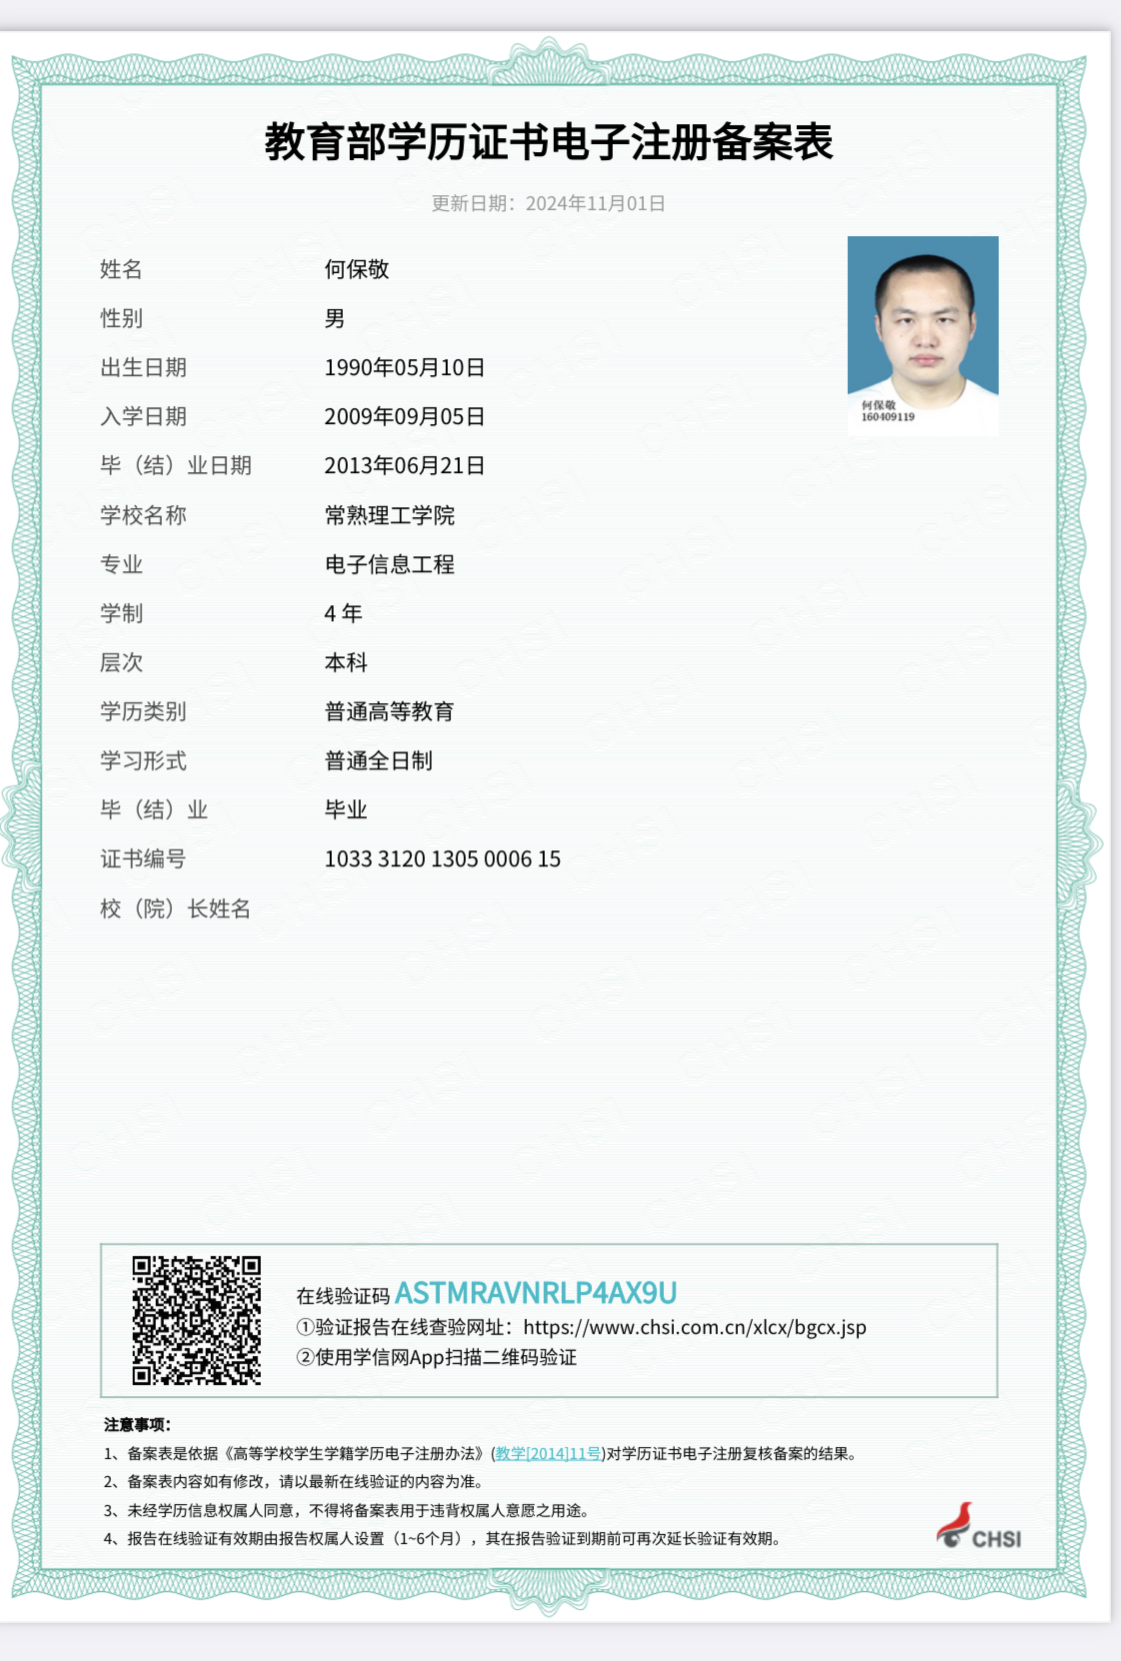 教育部学历证书电子注册备案表
更新日期：2024年11月01日
姓名 何保敬
性别 男
出生日期 1990年05月10日
入学日期 2009年09月05日
毕（结）业日期 2013年06月21日
学校名称 常熟理工学院
专业 电子信息工程
学制 4 年
层次 本科
学历类别 普通高等教育
学习形式 普通全日制
毕（结）业 毕业
证书编号 1033 3120 1305 0006 15
校（院）长姓名
何保敬
160409119
在线验证码 ASTMRAVNRLP4AX9U
①验证报告在线查验网址：https://www.chsi.com.cn/xlcx/bgcx.jsp
②使用学信网App扫描二维码验证
注意事项：
1、备案表是依据《高等学校学生学籍学历电子注册办法》(教学[2014]11号)对学历证书电子注册复核备案的结果。
2、备案表内容如有修改，请以最新在线验证的内容为准。
3、未经学历信息权属人同意，不得将备案表用于违背权属人意愿之用途。
4、报告在线验证有效期由报告权属人设置（1~6个月），其在报告验证到期前可再次延长验证有效期。
CHSI